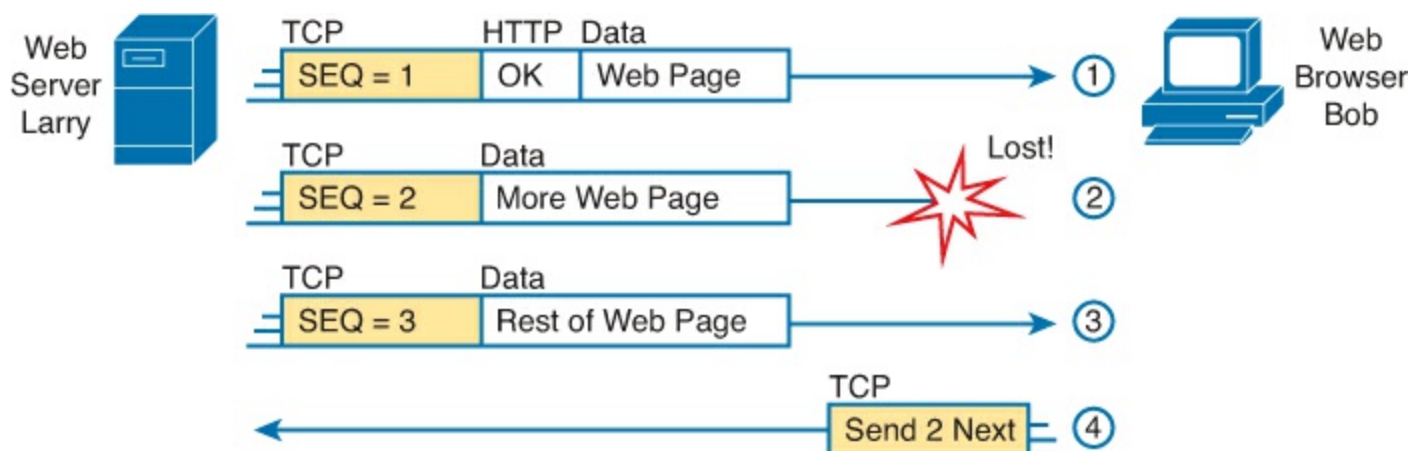 Web
Server
Larry
TCP HTTP Data
SEQ = 1 OK Web Page
1
Web
Browser
Bob
Lost!
TCP Data
SEQ = 2 More Web Page
2
TCP Data
SEQ = 3 Rest of Web Page
3
TCP
Send 2 Next
4